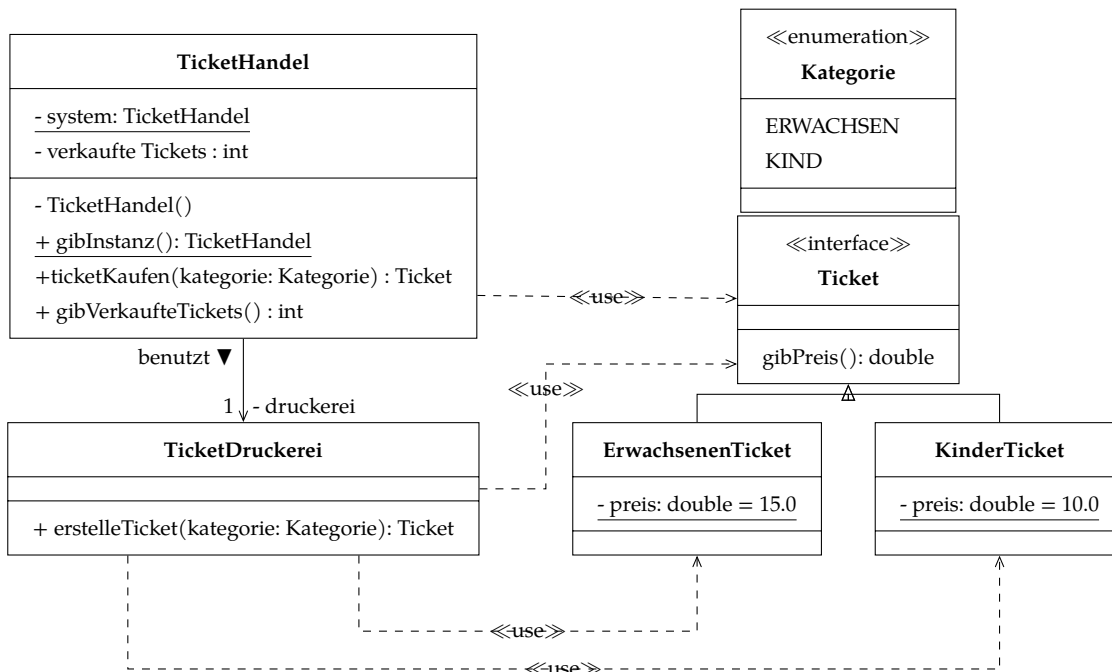 TicketHandel
- system: TicketHandel
- verkaufte Tickets : int
- TicketHandel()
+ gibInstanz(): TicketHandel
+ticketKaufen(kategorie: Kategorie) : Ticket
+ gibVerkaufteTickets() : int
≪enumeration≫
Kategorie
ERWACHSEN
KIND
≪interface≫
Ticket
gibPreis(): double
≪use≫
benutzt ▼
≪use≫
1 - druckerei
TicketDruckerei
+ erstelleTicket(kategorie: Kategorie): Ticket
ErwachsenenTicket
- preis: double = 15.0
KinderTicket
- preis: double = 10.0
≪use≫
≪use≫